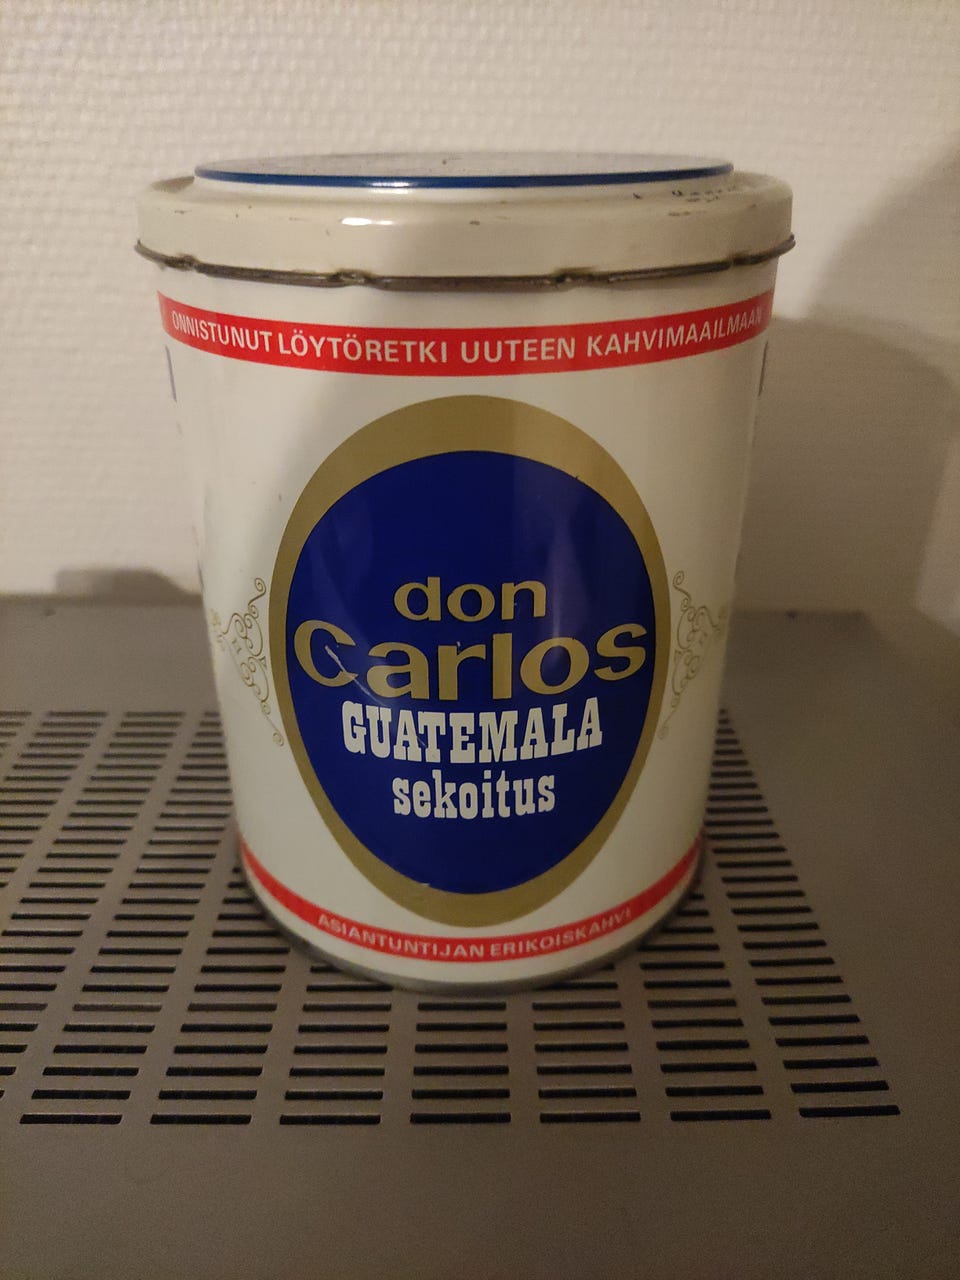 ONNISTUNUT LÖYTÖRETKI UUTEEN KAHVIMAAILMAAN
don
Carlos
GUATEMALA
sekoitus
ASIANTUNTIJAN ERIKOISKAHVI